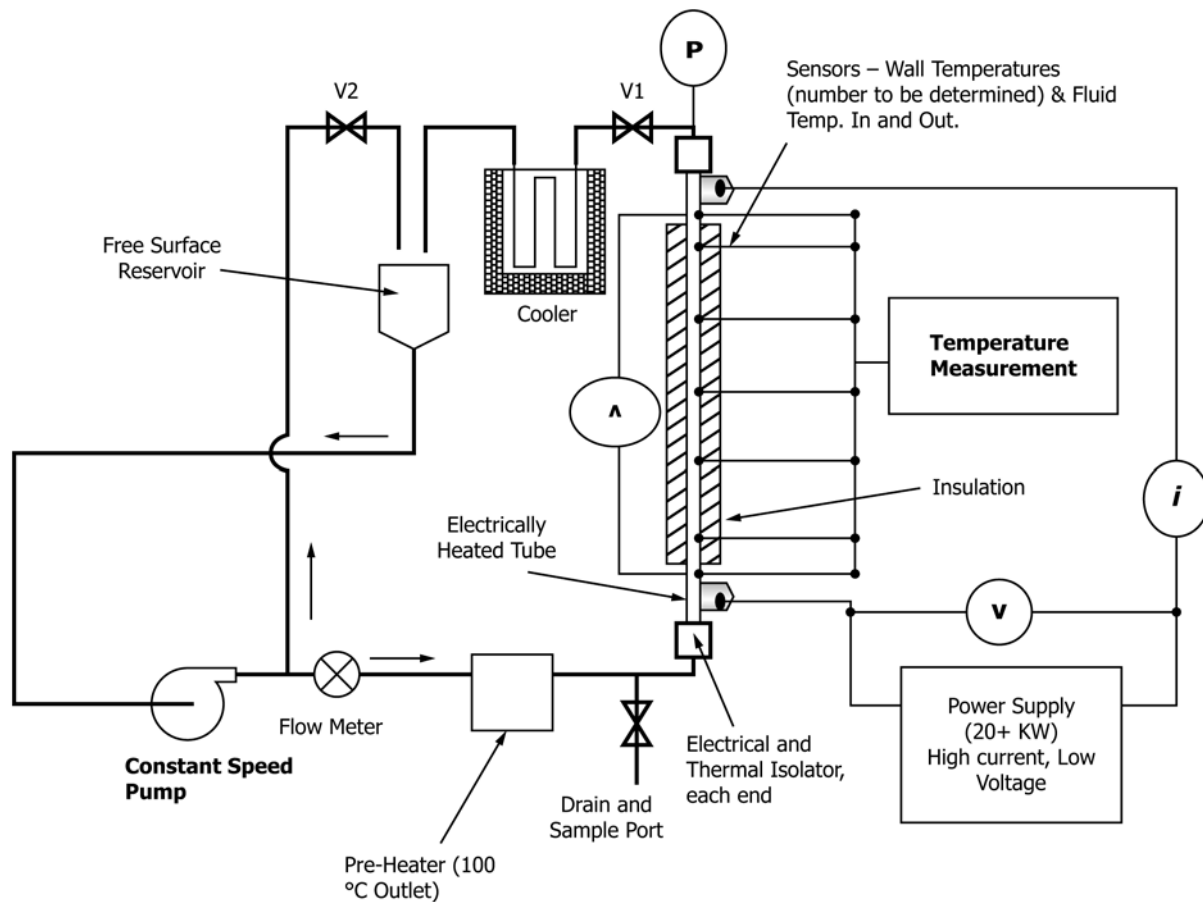 P
Sensors – Wall Temperatures
(number to be determined) & Fluid
Temp. In and Out.
V2
V1
Free Surface
Reservoir
Cooler
Temperature
Measurement
Λ
Insulation
i
Electrically
Heated Tube
V
Flow Meter
Constant Speed
Pump
Electrical and
Thermal Isolator,
each end
Power Supply
(20+ KW)
High current, Low
Voltage
Drain and
Sample Port
Pre-Heater (100
°C Outlet)